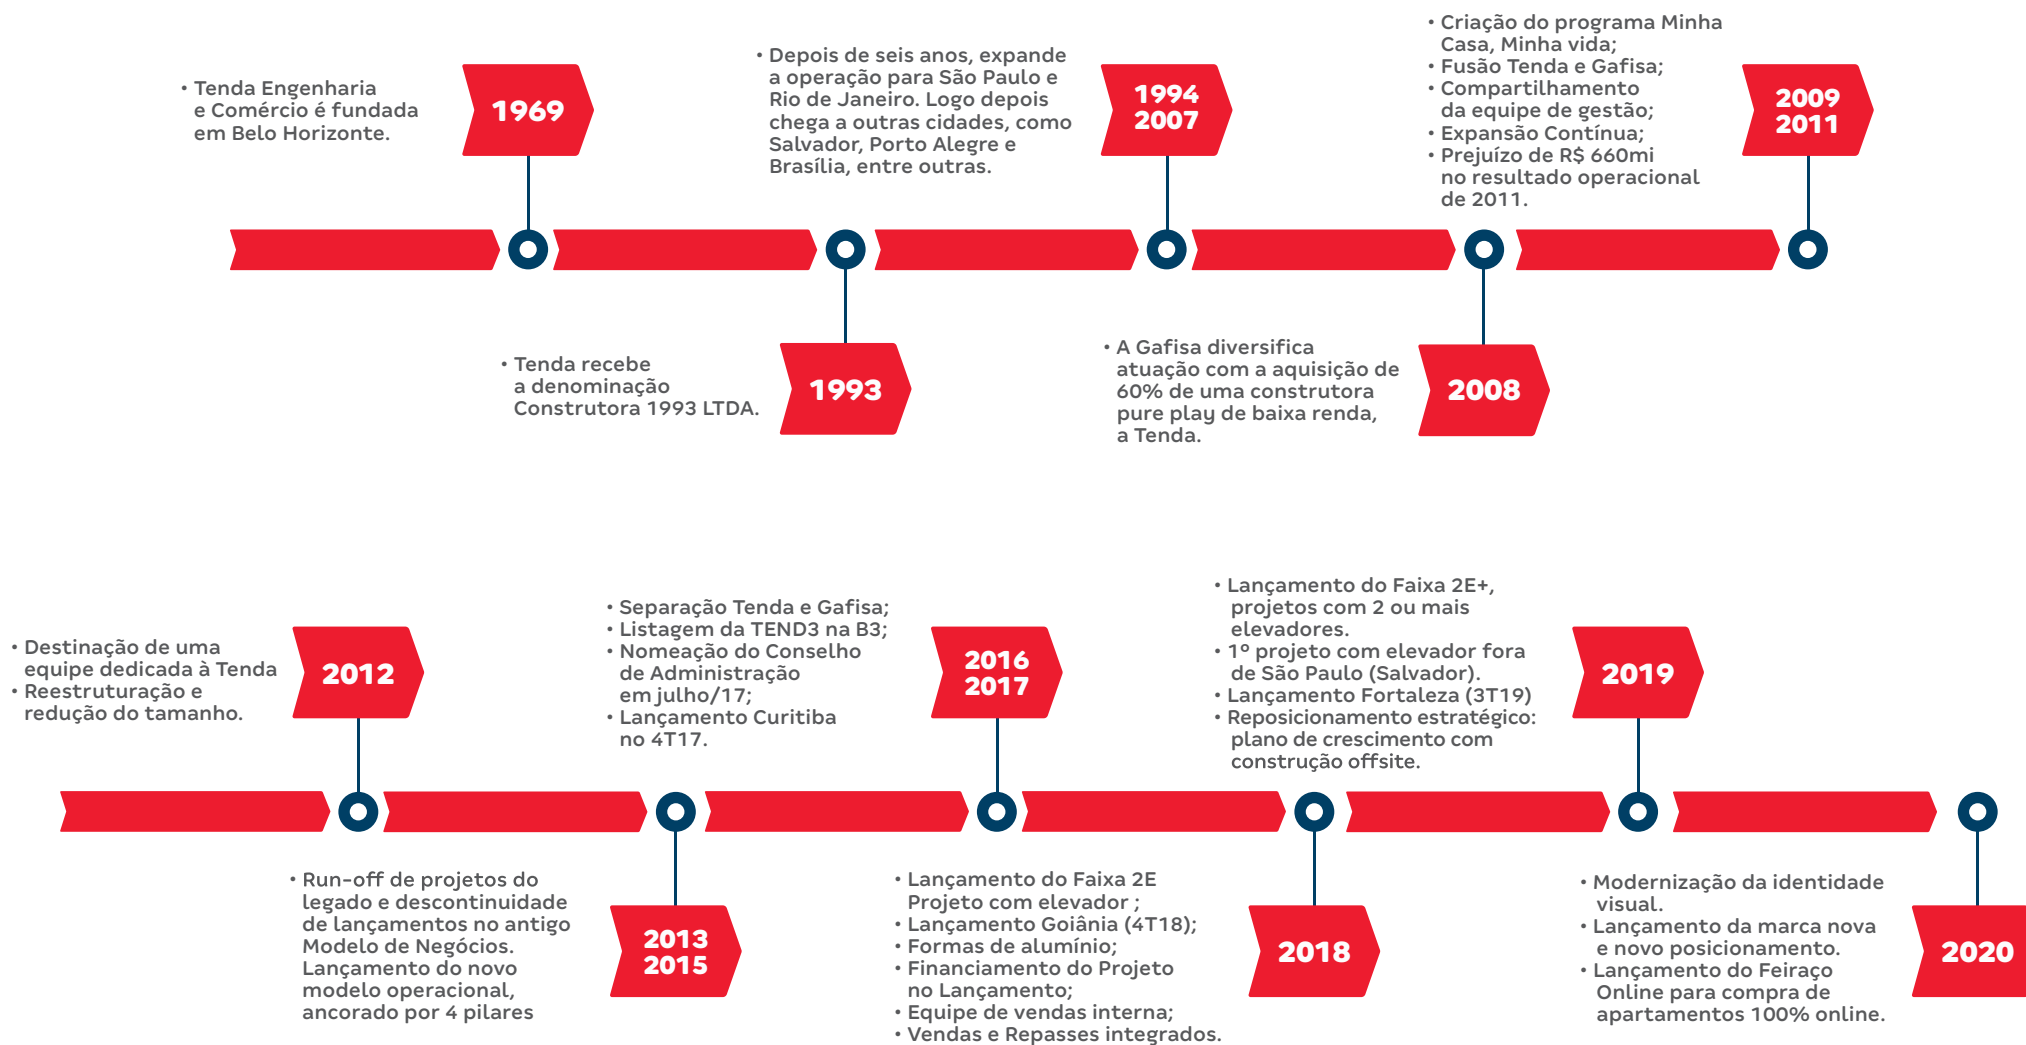 • Tenda Engenharia
e Comércio é fundada
em Belo Horizonte.
1969
• Tenda recebe
a denominação
Construtora 1993 LTDA.
1993
• Depois de seis anos, expande
a operação para São Paulo e
Rio de Janeiro. Logo depois
chega a outras cidades, como
Salvador, Porto Alegre e
Brasília, entre outras.
1994
2007
• A Gafisa diversifica
atuação com a aquisição de
60% de uma construtora
pure play de baixa renda,
a Tenda.
2008
• Criação do programa Minha
Casa, Minha vida;
• Fusão Tenda e Gafisa;
• Compartilhamento
da equipe de gestão;
• Expansão Contínua;
• Prejuízo de R$ 660mi
no resultado operacional
de 2011.
2009
2011
• Destinação de uma
equipe dedicada à Tenda
• Reestruturação e
redução do tamanho.
2012
• Run-off de projetos do
legado e descontinuidade
de lançamentos no antigo
Modelo de Negócios.
Lançamento do novo
modelo operacional,
ancorado por 4 pilares
2013
2015
• Separação Tenda e Gafisa;
• Listagem da TEND3 na B3;
• Nomeação do Conselho
de Administração
em julho/17;
• Lançamento Curitiba
no 4T17.
2016
2017
• Lançamento do Faixa 2E
Projeto com elevador ;
• Lançamento Goiânia (4T18);
• Formas de alumínio;
• Financiamento do Projeto
no Lançamento;
• Equipe de vendas interna;
• Vendas e Repasses integrados.
2018
• Lançamento do Faixa 2E+,
projetos com 2 ou mais
elevadores.
• 1º projeto com elevador fora
de São Paulo (Salvador).
• Lançamento Fortaleza (3T19)
• Reposicionamento estratégico:
plano de crescimento com
construção offsite.
2019
• Modernização da identidade
visual.
• Lançamento da marca nova
e novo posicionamento.
• Lançamento do Feiraço
Online para compra de
apartamentos 100% online.
2020